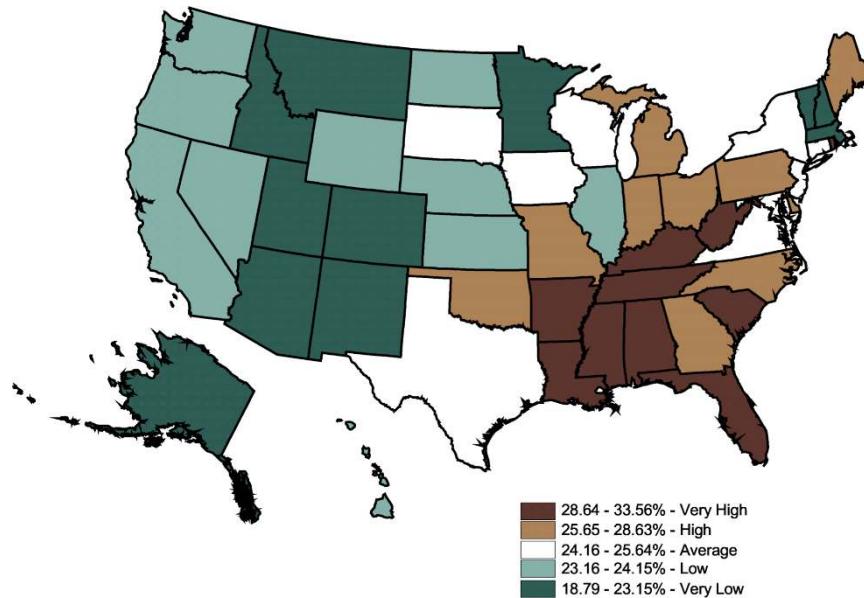 28.64 - 33.56% - Very High
25.65 - 28.63% - High
24.16 - 25.64% - Average
23.16 - 24.15% - Low
18.79 - 23.15% - Very Low